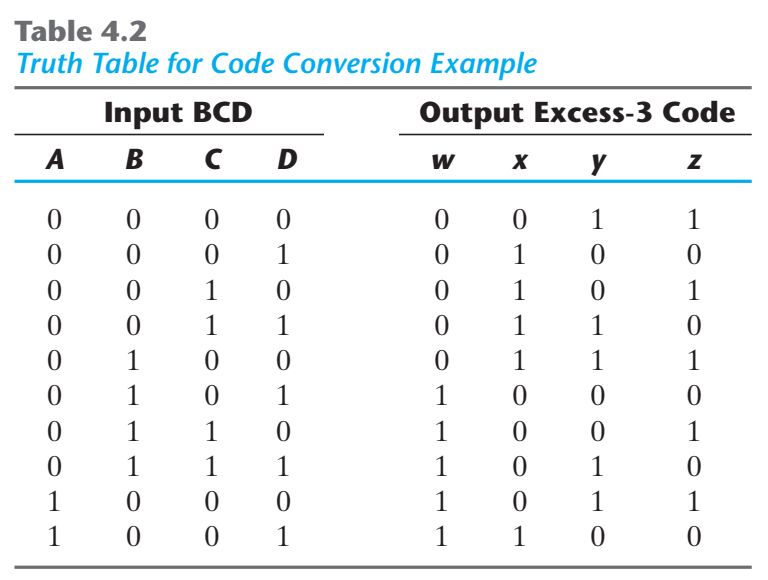 Table 4.2
Truth Table for Code Conversion Example
Input BCD Output Excess-3 Code
A B C D w x y z
0 0 0 0 0 0 1 1
0 0 0 1 0 1 0 0
0 0 1 0 0 1 0 1
0 0 1 1 0 1 1 0
0 1 0 0 0 1 1 1
0 1 0 1 1 0 0 0
0 1 1 0 1 0 0 1
0 1 1 1 1 0 1 0
1 0 0 0 1 0 1 1
1 0 0 1 1 1 0 0